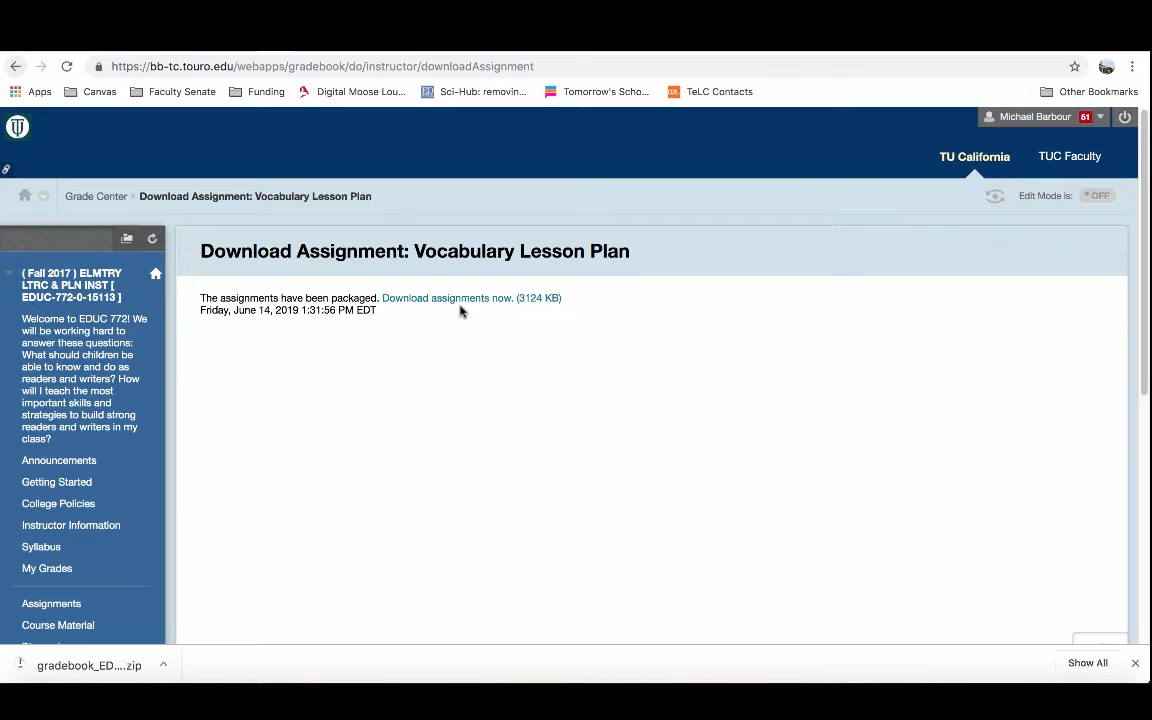 https://bb-tc.touro.edu/webapps/gradebook/do/instructor/downloadAssignment
Apps Canvas Faculty Senate Funding Digital Moose Lou... Sci-Hub: removin... Tomorrow's Scho... TeLC Contacts Other Bookmarks
Michael Barbour 51
TU California TUC Faculty
Grade Center Download Assignment: Vocabulary Lesson Plan Edit Mode is: OFF
( Fall 2017 ) ELMTRY
LTRC & PLN INST [
EDUC-772-0-15113 ]
Welcome to EDUC 772! We
will be working hard to
answer these questions:
What should children be
able to know and do as
readers and writers? How
will I teach the most
important skills and
strategies to build strong
readers and writers in my
class?
Announcements
Getting Started
College Policies
Instructor Information
Syllabus
My Grades
Assignments
Course Material
Download Assignment: Vocabulary Lesson Plan
The assignments have been packaged. Download assignments now. (3124 KB)
Friday, June 14, 2019 1:31:56 PM EDT
gradebook_ED....zip
Show All